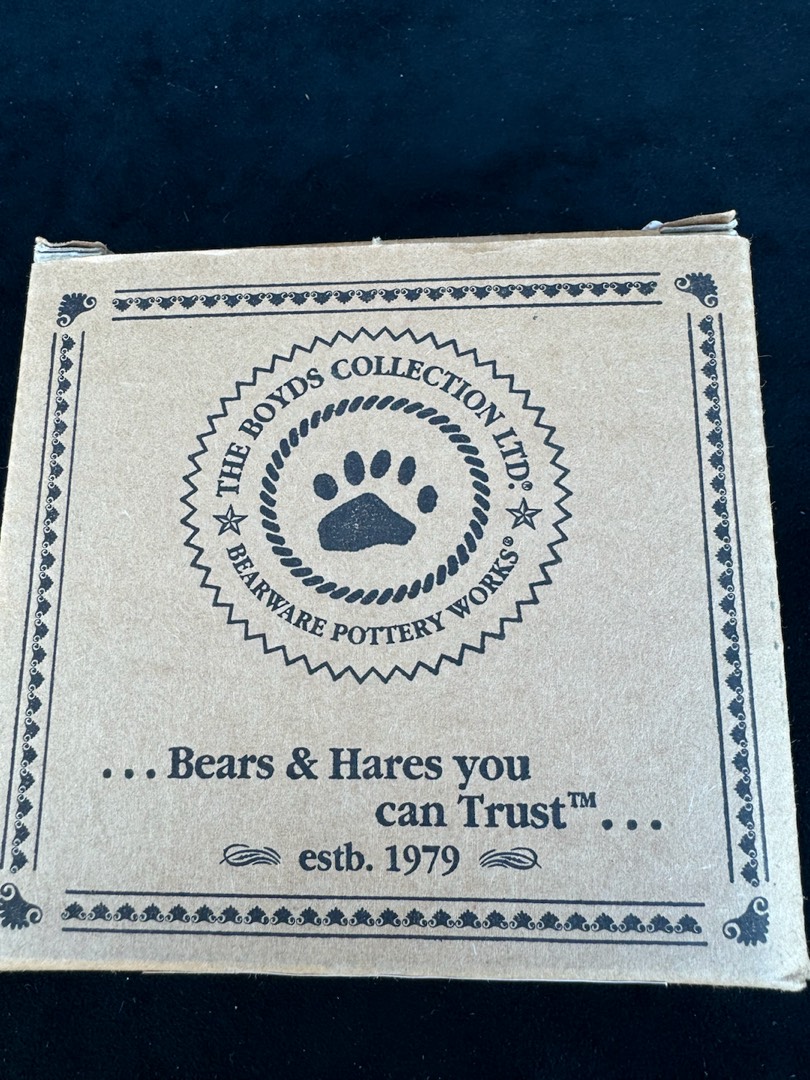 THE BOYDS COLLECTION LTD.®
BEARWARE POTTERY WORKS®
...Bears & Hares you
can Trust™...
estb. 1979